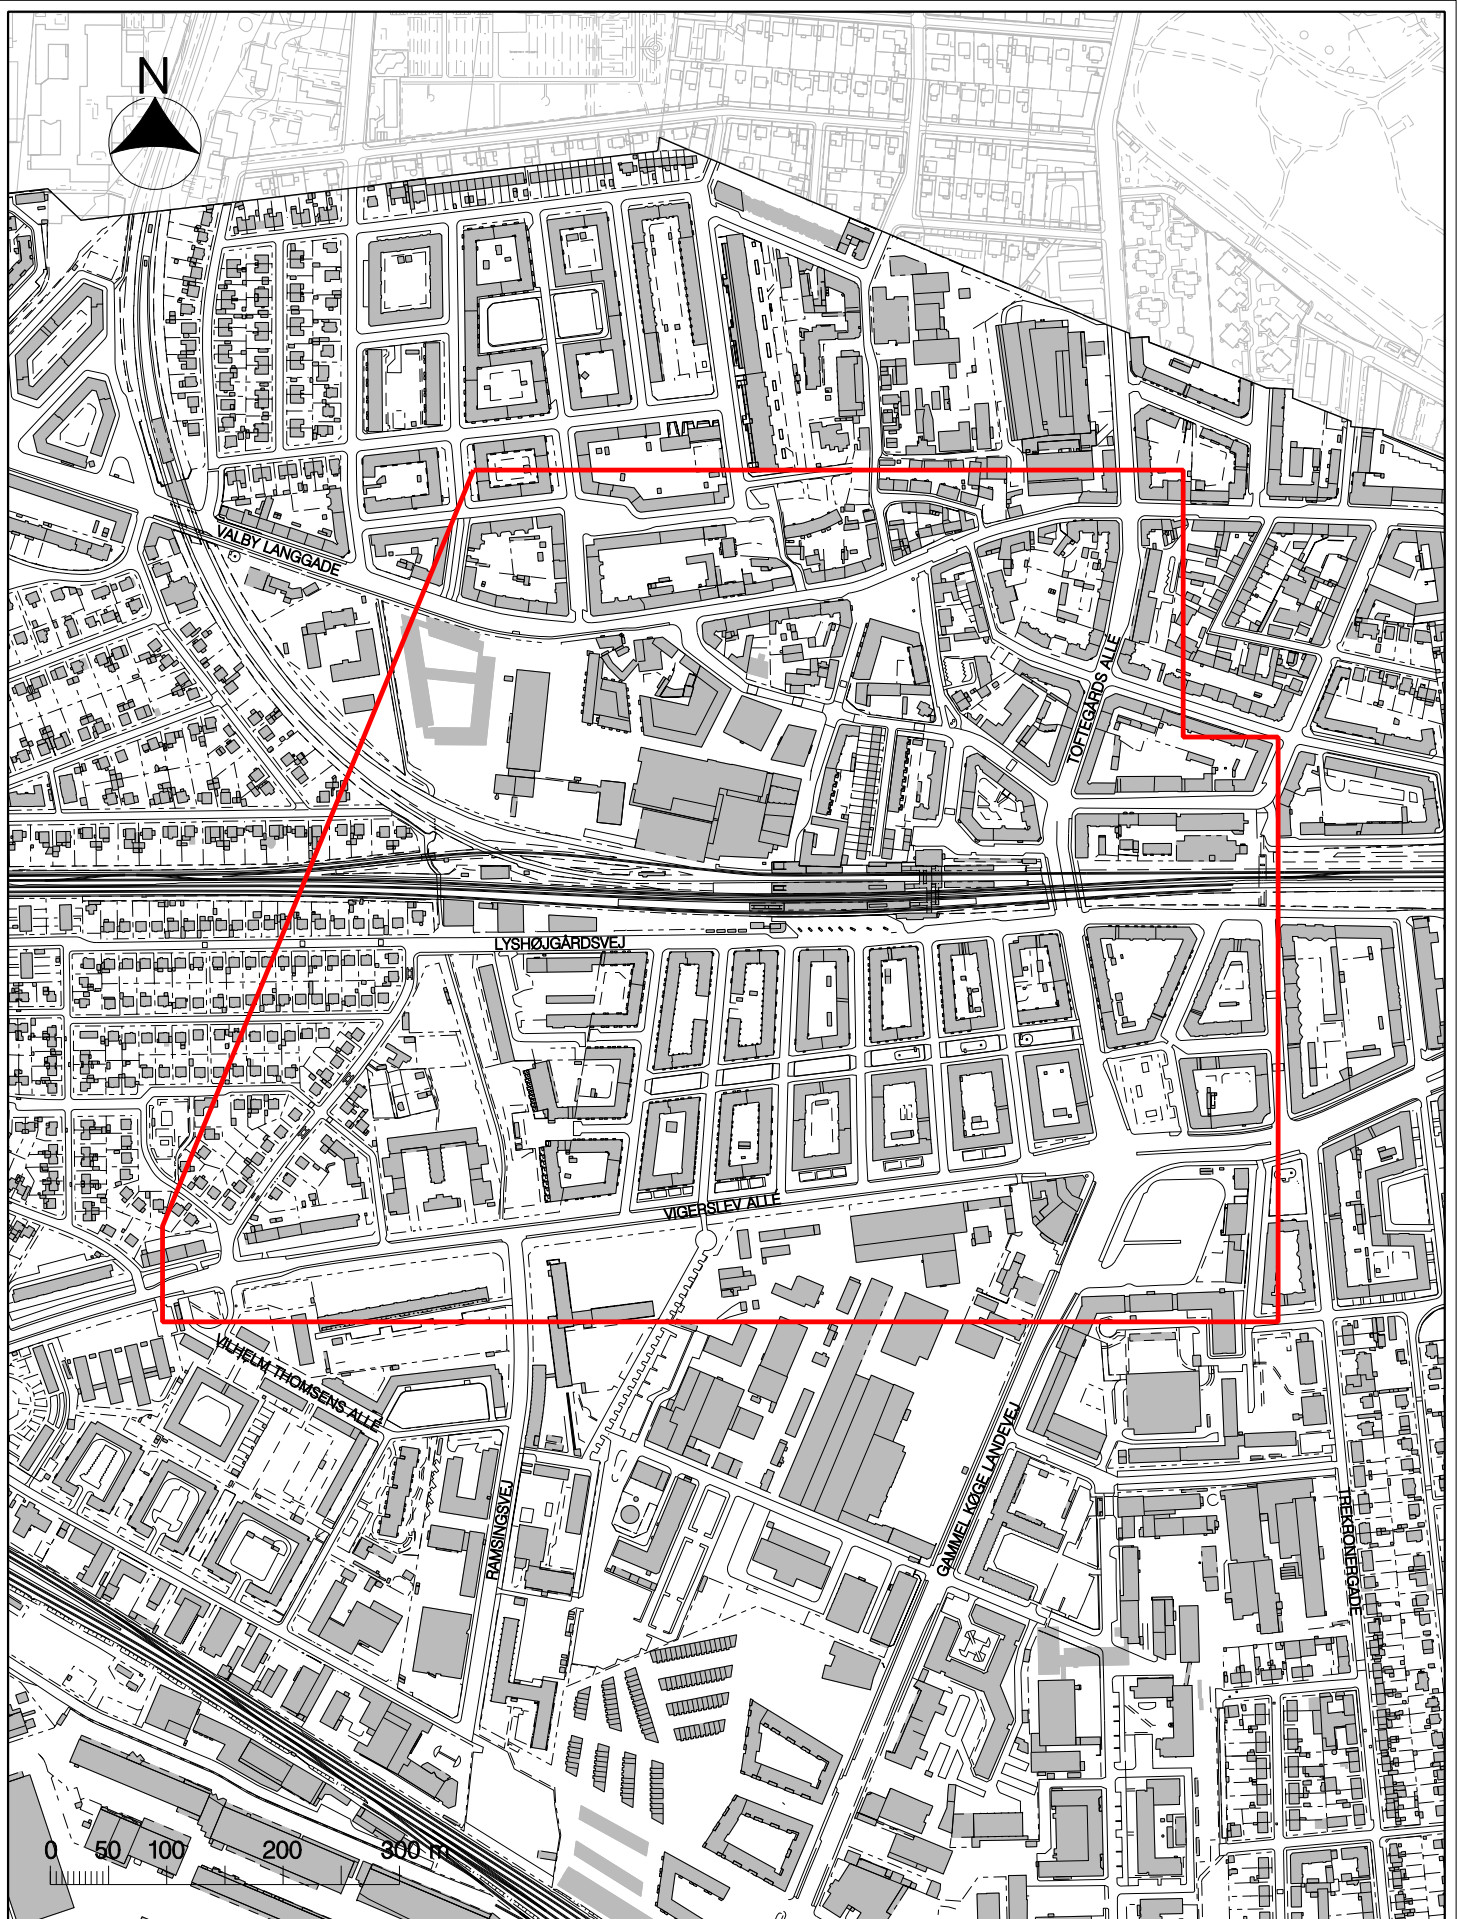 N
VALBY LANGGADE
TOFTEGÅRDS ALLÉ
LYSHØJGÅRDSVEJ
VIGERSLEV ALLÉ
VILHELM THOMSENS ALLÉ
RAMSINGSVEJ
GAMMEL KØGE LANDEVEJ
TREKRONERGADE
0 50 100 200 300 m